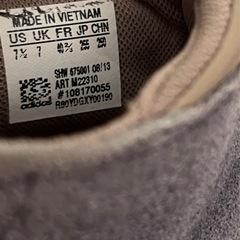 MADE IN VIETNAM
US UK FR JP CHN
7½ 7 40⅔ 255 250
SHW 675001 08/13
ART M22310
#108170055
R90YDGXY00190
adidas